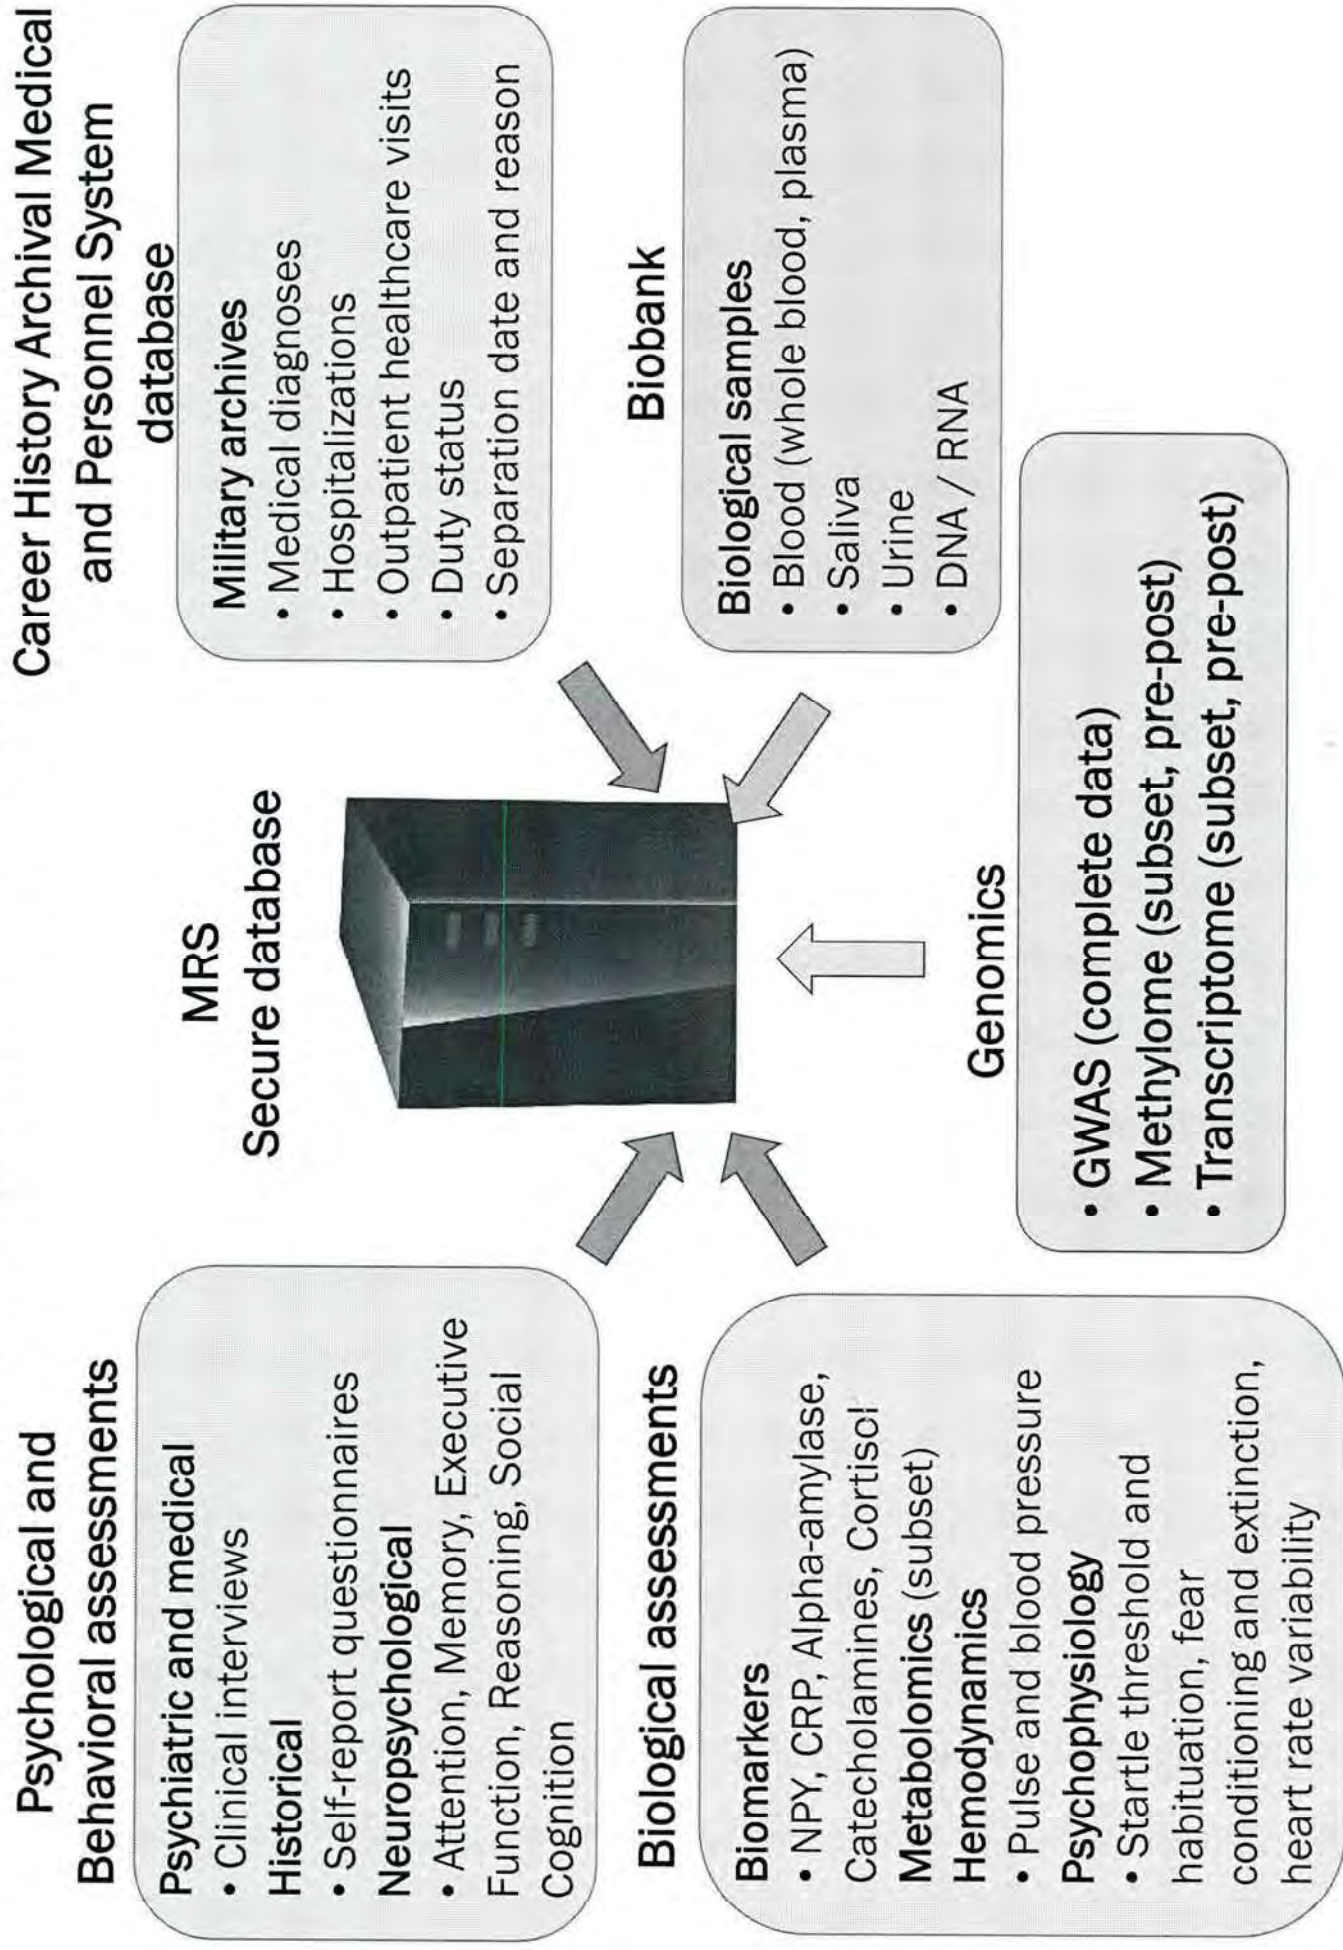 Psychological and
Behavioral assessments
Psychiatric and medical
• Clinical interviews
Historical
• Self-report questionnaires
Neuropsychological
• Attention, Memory, Executive
Function, Reasoning, Social
Cognition
Biological assessments
Biomarkers
• NPY, CRP, Alpha-amylase,
Catecholamines, Cortisol
Metabolomics (subset)
Hemodynamics
• Pulse and blood pressure
Psychophysiology
• Startle threshold and
habituation, fear
conditioning and extinction,
heart rate variability
MRS
Secure database
Genomics
• GWAS (complete data)
• Methylome (subset, pre-post)
• Transcriptome (subset, pre-post)
Career History Archival Medical
and Personnel System
database
Military archives
• Medical diagnoses
• Hospitalizations
• Outpatient healthcare visits
• Duty status
• Separation date and reason
Biobank
Biological samples
• Blood (whole blood, plasma)
• Saliva
• Urine
• DNA / RNA